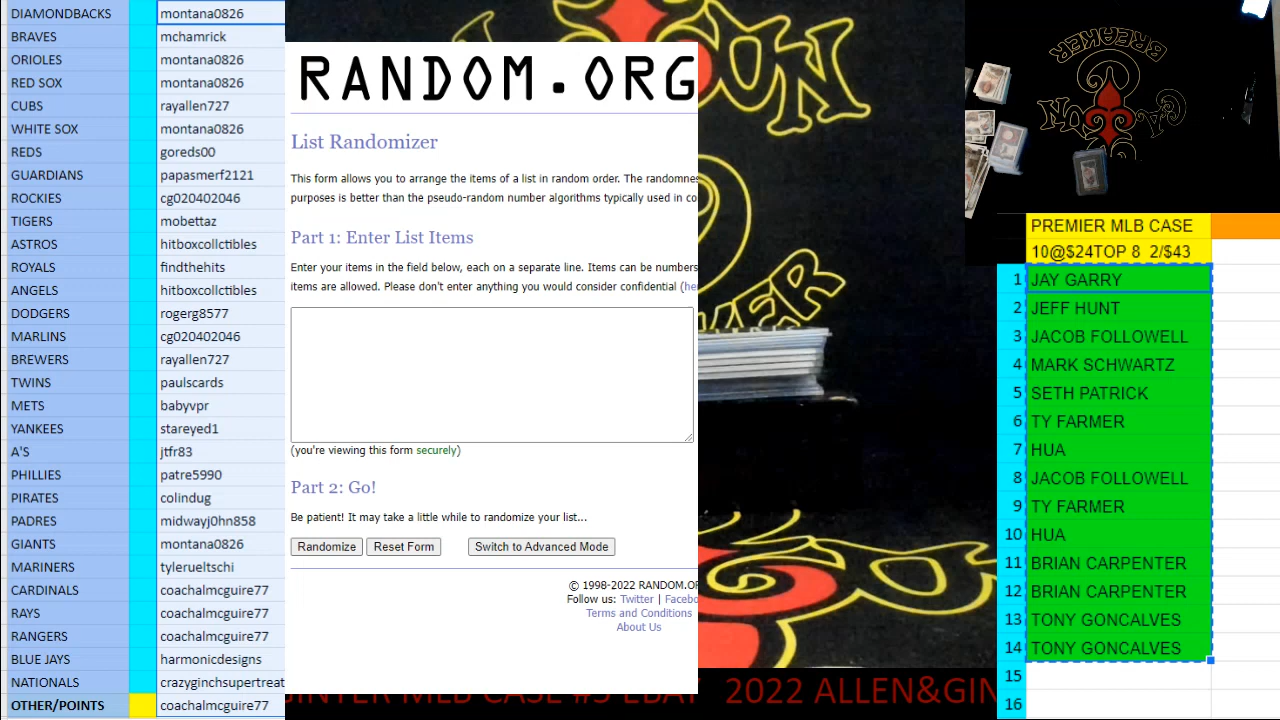 DIAMONDBACKS montana0826
BRAVES mchamrick
ORIOLES montana0826
RED SOX montana0826
CUBS rayallen727
WHITE SOX montana0826
REDS goreds00
GUARDIANS papasmerf2121
ROCKIES cg020402046
TIGERS mobettaz
ASTROS hitboxcollctibles
ROYALS findthehits
ANGELS hitboxcollctibles
DODGERS rogerg8577
MARLINS cg020402046
BREWERS rayallen727
TWINS paulscards
METS babyvpr
YANKEES stareyed1
A'S jtfr83
PHILLIES patre5990
PIRATES colindug
PADRES midwayj0hn858
GIANTS montana0826
MARINERS tylerueltschi
CARDINALS coachalmcguire77
RAYS coachalmcguire77
RANGERS coachalmcguire77
BLUE JAYS harmonicdesigns
NATIONALS crazyginchsupertreat
OTHER/POINTS coachalmcguire77
RANDOM.ORG
List Randomizer
This form allows you to arrange the items of a list in random order. The randomnes
purposes is better than the pseudo-random number algorithms typically used in co
Part 1: Enter List Items
Enter your items in the field below, each on a separate line. Items can be numbers
items are allowed. Please don't enter anything you would consider confidential (he
(you're viewing this form securely)
Part 2: Go!
Be patient! It may take a little while to randomize your list...
Randomize Reset Form Switch to Advanced Mode
© 1998-2022 RANDOM.OR
Follow us: Twitter | Facebo
Terms and Conditions
About Us
BREAKER
PREMIER MLB CASE
10@$24TOP 8 2/$43
1 JAY GARRY
2 JEFF HUNT
3 JACOB FOLLOWELL
4 MARK SCHWARTZ
5 SETH PATRICK
6 TY FARMER
7 HUA
8 JACOB FOLLOWELL
9 TY FARMER
10 HUA
11 BRIAN CARPENTER
12 BRIAN CARPENTER
13 TONY GONCALVES
14 TONY GONCALVES
15
16
2022 ALLEN&GIN